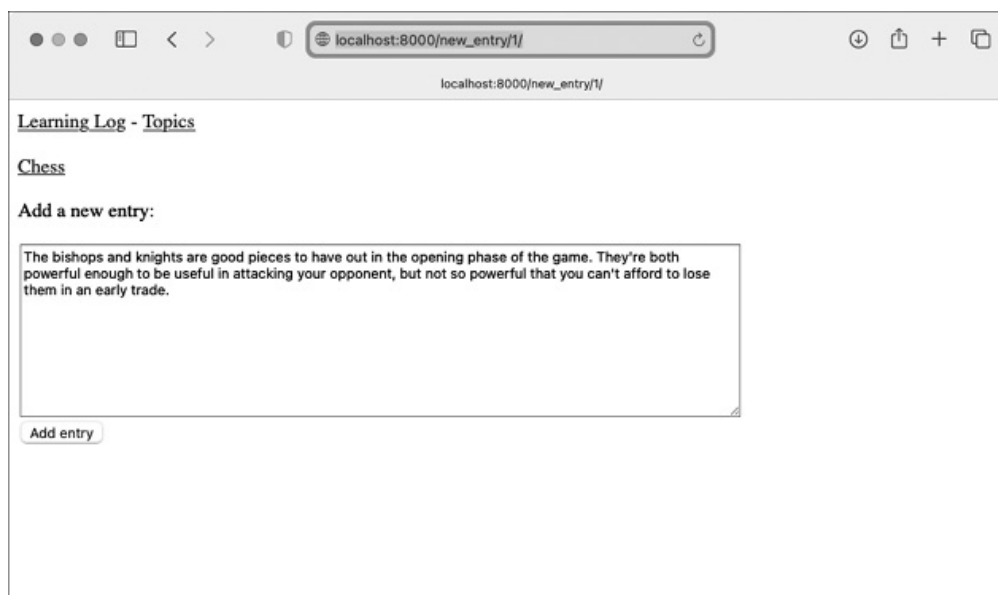 localhost:8000/new_entry/1/
localhost:8000/new_entry/1/
Learning Log - Topics
Chess
Add a new entry:
The bishops and knights are good pieces to have out in the opening phase of the game. They're both
powerful enough to be useful in attacking your opponent, but not so powerful that you can't afford to lose
them in an early trade.
Add entry